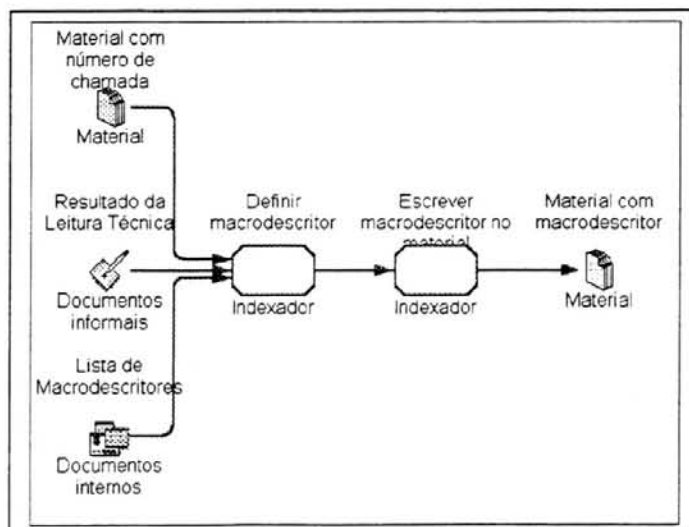 Material com
número de
chamada
Material
Resultado da
Leitura Técnica
Documentos
informais
Lista de
Macrodescritores
Documentos
internos
Definir
macrodescritor
Indexador
Escrever
macrodescritor no
material
Indexador
Material com
macrodescritor
Material